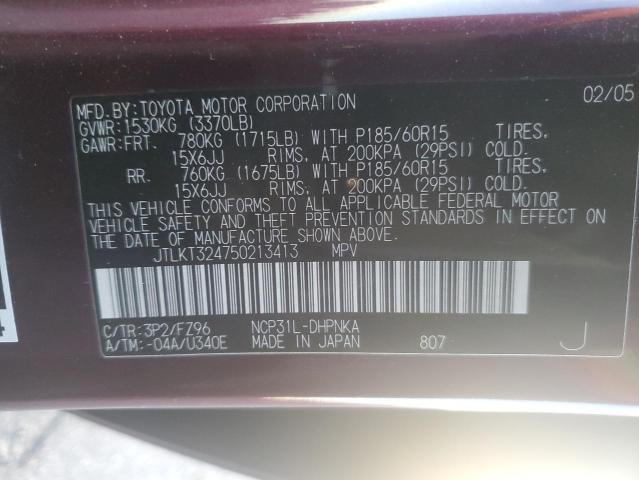 MFD.BY:TOYOTA MOTOR CORPORATION 02/05
GVWR:1530KG (3370LB)
GAWR:FRT. 780KG (1715LB) WITH P185/60R15 TIRES,
15X6JJ RIMS, AT 200KPA (29PSI) COLD.
RR. 760KG (1675LB) WITH P185/60R15 TIRES,
15X6JJ RIMS, AT 200KPA (29PSI) COLD.
THIS VEHICLE CONFORMS TO ALL APPLICABLE FEDERAL MOTOR
VEHICLE SAFETY AND THEFT PREVENTION STANDARDS IN EFFECT ON
THE DATE OF MANUFACTURE SHOWN ABOVE.
JTLKT324750213413 MPV
C/TR:3P2/FZ96 NCP31L-DHPNKA
A/TM:-04A/U340E MADE IN JAPAN 807 J
4